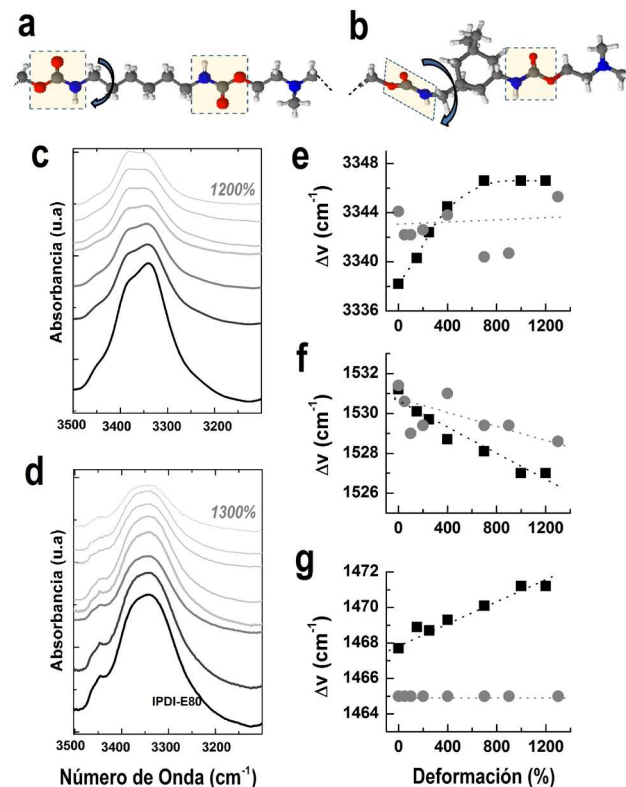 a
b
c
1200%
Absorbancia (u.a)
3500 3400 3300 3200
d
1300%
IPDI-E80
Absorbancia (u.a)
3500 3400 3300 3200
Número de Onda (cm-1)
e
3348
3344
3340
3336
Δν (cm-1)
0 400 800 1200
f
1532
1530
1528
1526
Δν (cm-1)
0 400 800 1200
g
1472
1470
1468
1466
1464
Δν (cm-1)
0 400 800 1200
Deformación (%)